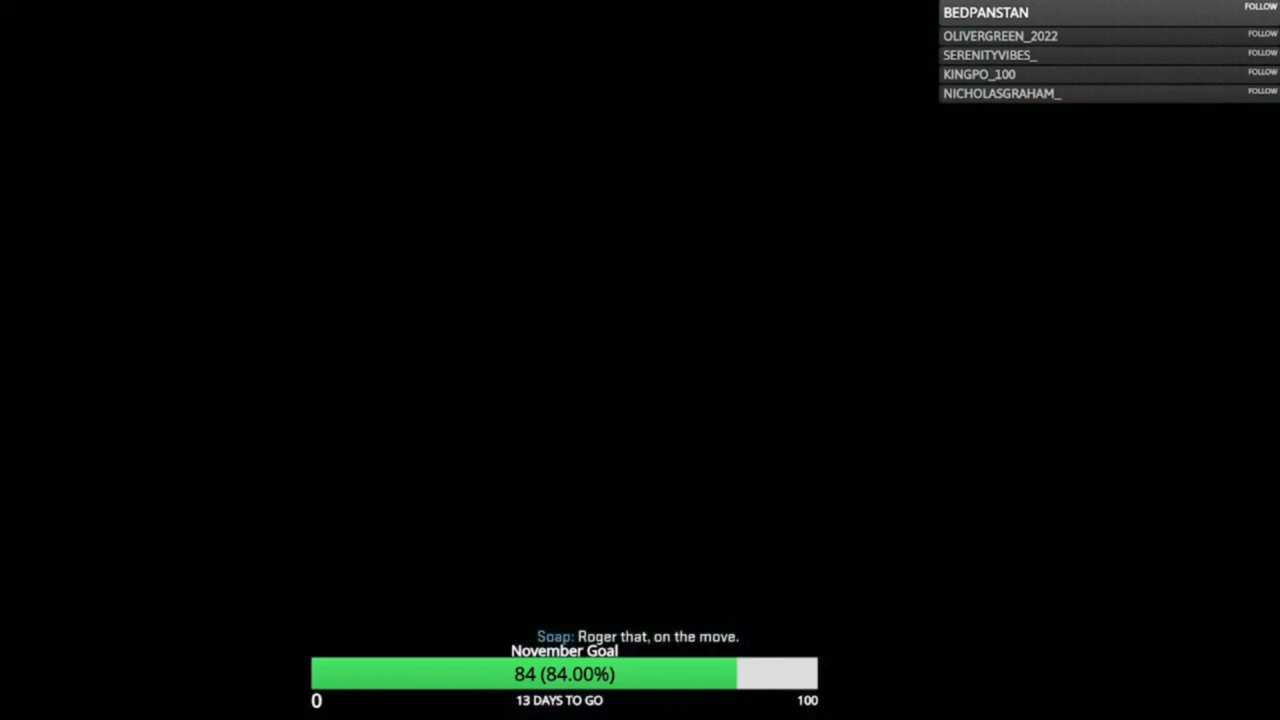 BEDPANSTAN FOLLOW
OLIVERGREEN_2022 FOLLOW
SERENITYVIBES_ FOLLOW
KINGPO_100 FOLLOW
NICHOLASGRAHAM_ FOLLOW
Soap: Roger that, on the move.
November Goal
84 (84.00%)
0 13 DAYS TO GO 100